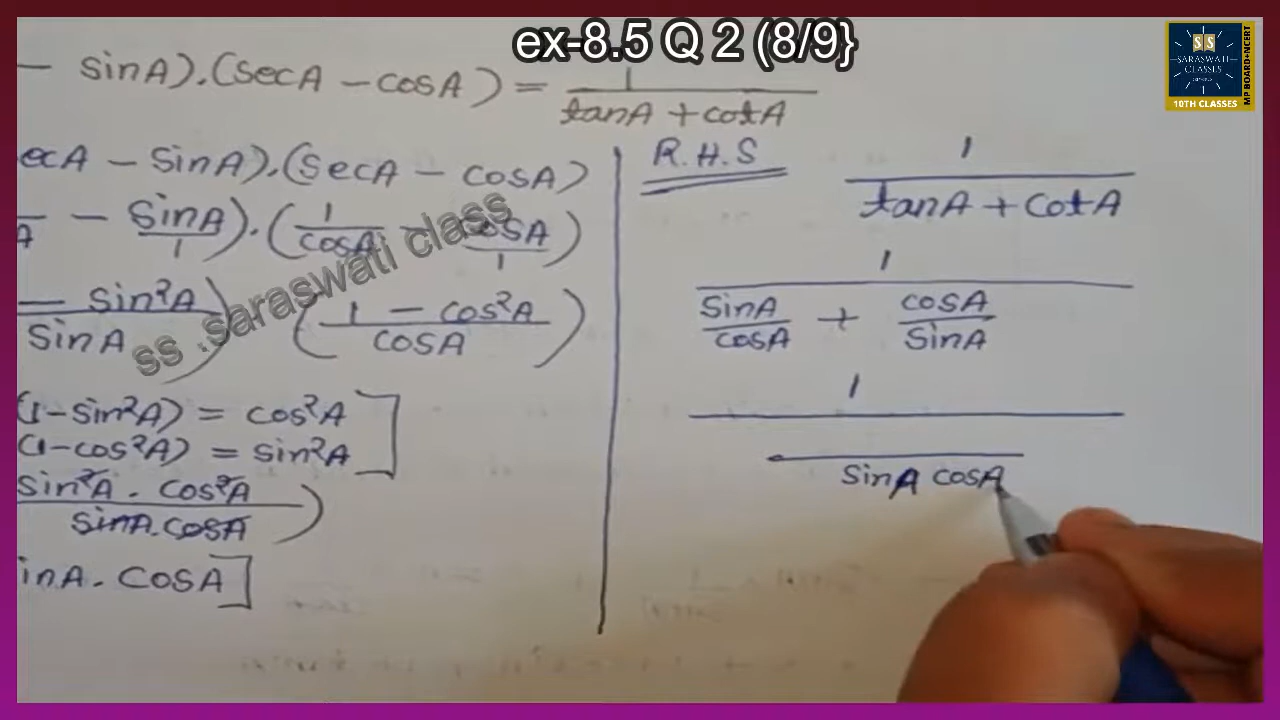 ex-8.5 Q 2 (8/9}
SS
SARASWATI
CLASSES
10TH CLASSES
MP BOARD+NCERT
- sinA).(secA - cosA) = 1/(tanA + cotA)
ecA - sinA).(secA - cosA)
A - sinA/1).(1/cosA - cosA/1)
- sin²A)/sinA (1 - cos²A/cosA)
(1-sin²A) = cos²A
(1-cos²A) = sin²A]
sin²A . cos²A
sinA.cosA)
inA. cosA]
ss .saraswati class
R.H.S
1
tanA + cotA
1
sinA/cosA + cosA/sinA
1
sinA cosA